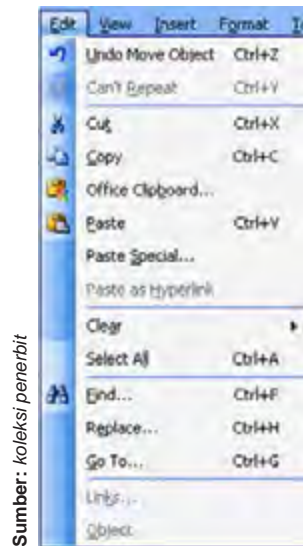 Edit View Insert Format
Undo Move Object Ctrl+Z
Can't Repeat Ctrl+Y
Cut Ctrl+X
Copy Ctrl+C
Office Clipboard...
Paste Ctrl+V
Paste Special...
Paste as Hyperlink
Clear
Select All Ctrl+A
Find... Ctrl+F
Replace... Ctrl+H
Go To... Ctrl+G
Links...
Object
Sumber: koleksi penerbit